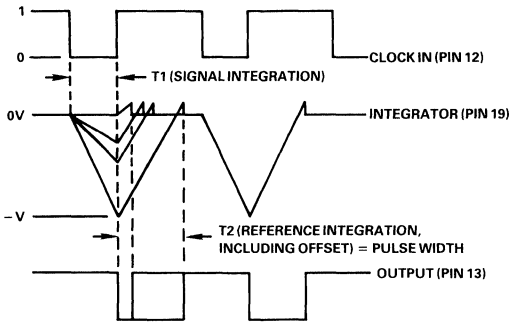 1
0
CLOCK IN (PIN 12)
T1 (SIGNAL INTEGRATION)
0V
INTEGRATOR (PIN 19)
–V
T2 (REFERENCE INTEGRATION,
INCLUDING OFFSET) = PULSE WIDTH
OUTPUT (PIN 13)